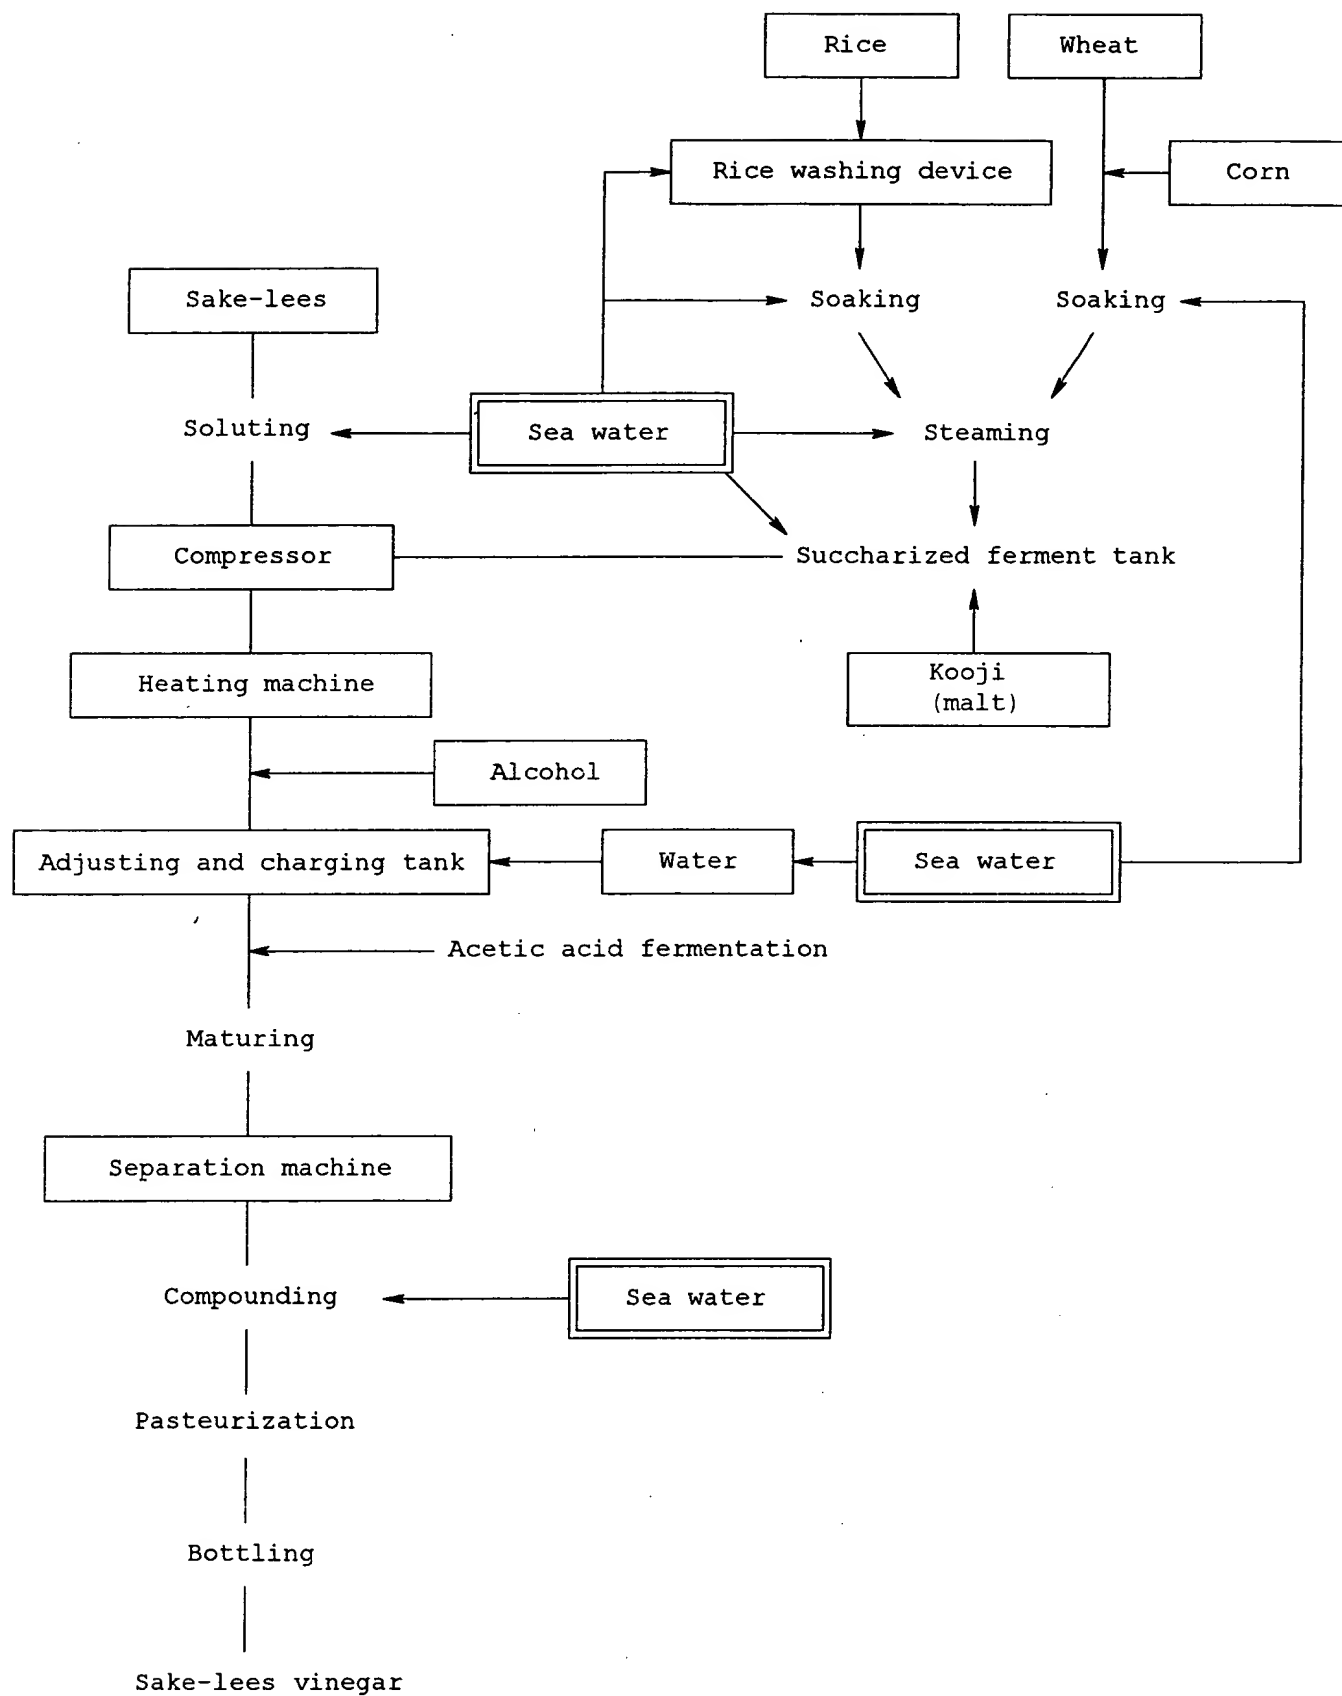 Rice
Wheat
Rice washing device
Corn
Sake-lees
Soaking
Soaking
Soluting
Sea water
Steaming
Compressor
Succharized ferment tank
Heating machine
Kooji
(malt)
Alcohol
Adjusting and charging tank
Water
Sea water
Acetic acid fermentation
Maturing
Separation machine
Compounding
Sea water
Pasteurization
Bottling
Sake-lees vinegar